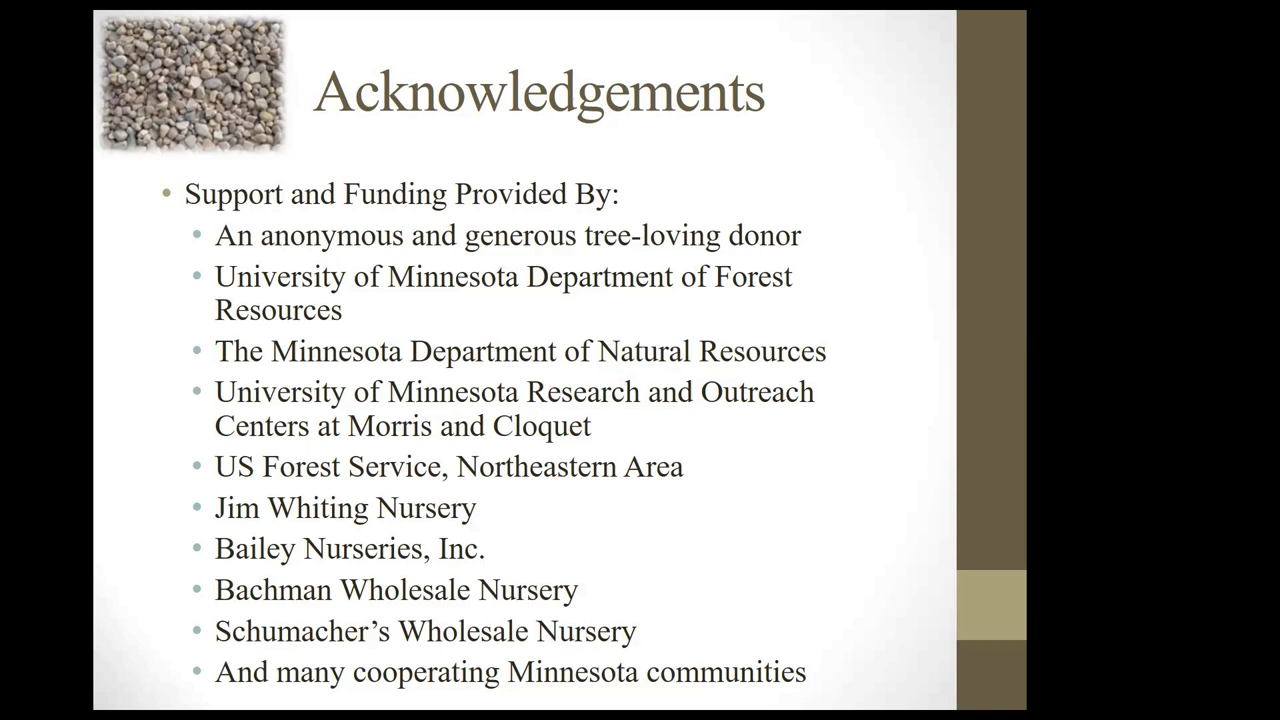 Acknowledgements
• Support and Funding Provided By:
• An anonymous and generous tree-loving donor
• University of Minnesota Department of Forest
Resources
• The Minnesota Department of Natural Resources
• University of Minnesota Research and Outreach
Centers at Morris and Cloquet
• US Forest Service, Northeastern Area
• Jim Whiting Nursery
• Bailey Nurseries, Inc.
• Bachman Wholesale Nursery
• Schumacher’s Wholesale Nursery
• And many cooperating Minnesota communities